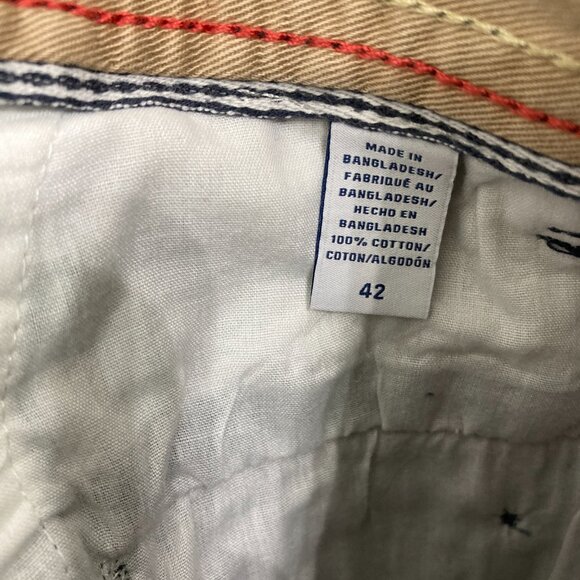 MADE IN
BANGLADESH/
FABRIQUÉ AU
BANGLADESH/
HECHO EN
BANGLADESH
100% COTTON/
COTON/ALGODÓN
42